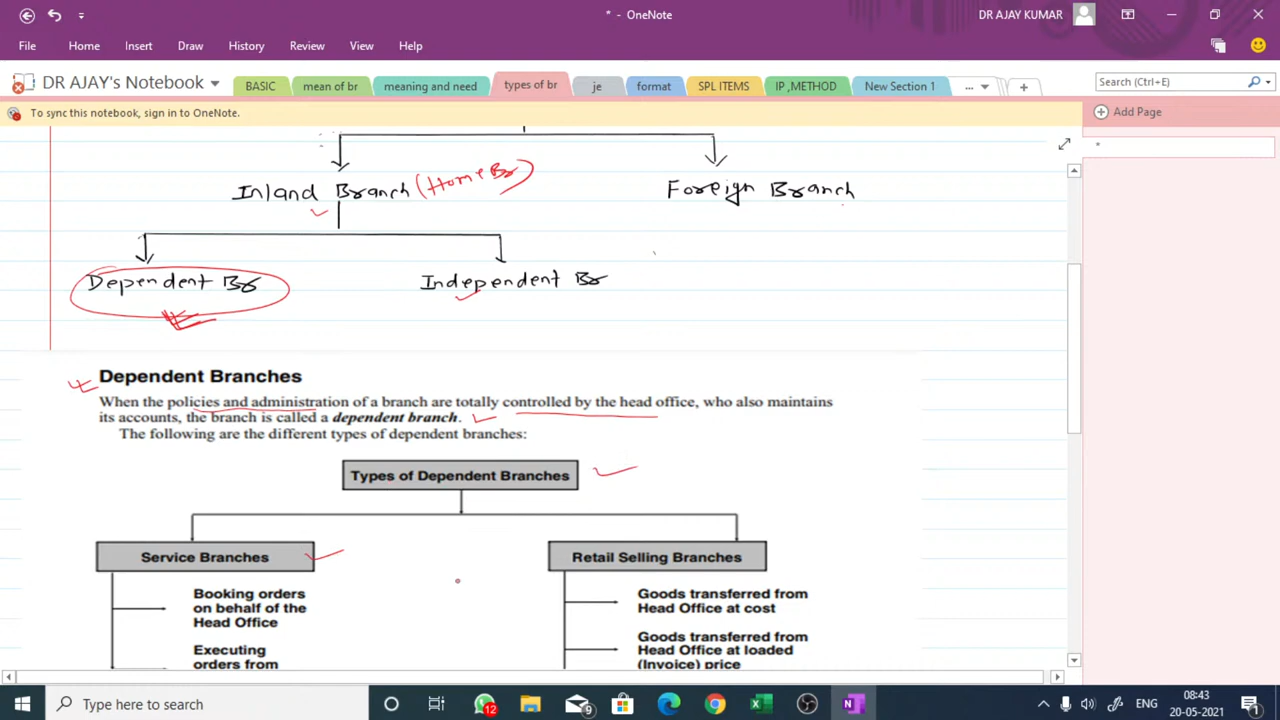 * - OneNote
DR AJAY KUMAR
File Home Insert Draw History Review View Help
DR AJAY's Notebook
BASIC mean of br meaning and need types of br je format SPL ITEMS IP ,METHOD New Section 1 ...
Search (Ctrl+E)
To sync this notebook, sign in to OneNote.
Add Page
*
Inland Branch (Home Br)
Foreign Branch
Dependent Br
Independent Br
Dependent Branches
When the policies and administration of a branch are totally controlled by the head office, who also maintains
its accounts, the branch is called a dependent branch.
The following are the different types of dependent branches:
Types of Dependent Branches
Service Branches
Retail Selling Branches
Booking orders
on behalf of the
Head Office
Executing
orders from
Goods transferred from
Head Office at cost
Goods transferred from
Head Office at loaded
(Invoice) price
Type here to search
12
9
ENG
08:43
20-05-2021
1